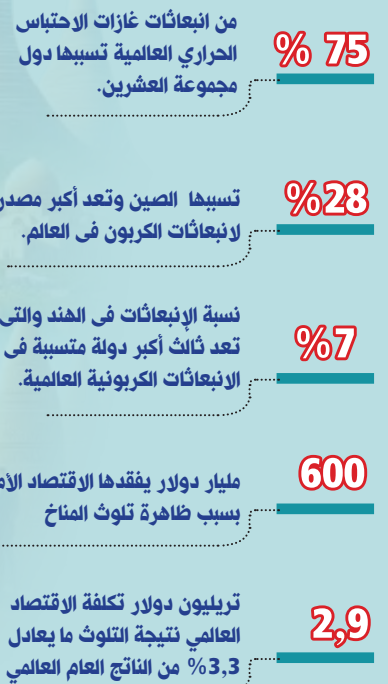 75 %
من انبعاثات غازات الاحتباس
الحراري العالمية تسببها دول
مجموعة العشرين.
28%
تسببها الصين وتعد أكبر مصدر
لانبعاثات الكربون فى العالم.
7%
نسبة الإنبعاثات فى الهند والتى
تعد ثالث أكبر دولة متسببة فى
الانبعاثات الكربونية العالمية.
600
مليار دولار يفقدها الاقتصاد
بسبب ظاهرة تلوث المناخ
2,9
تريليون دولار تكلفة الاقتصاد
العالمي نتيجة التلوث ما يعادل
3,3% من الناتج العام العالمي